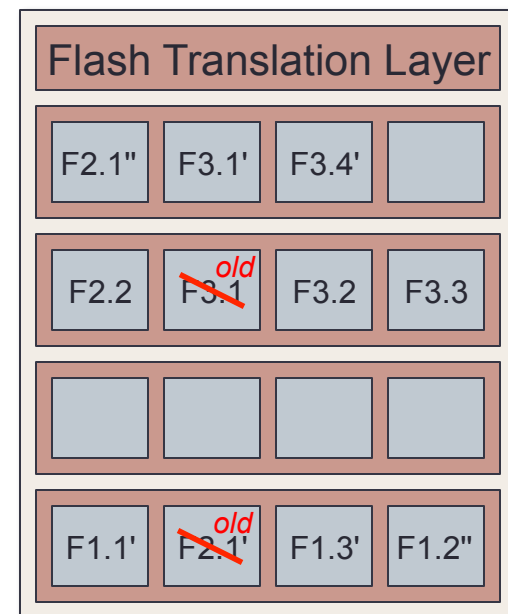 Flash Translation Layer
F2.1" F3.1' F3.4'
old
F2.2 F3.1 F3.2 F3.3
old
F1.1' F2.1' F1.3' F1.2"